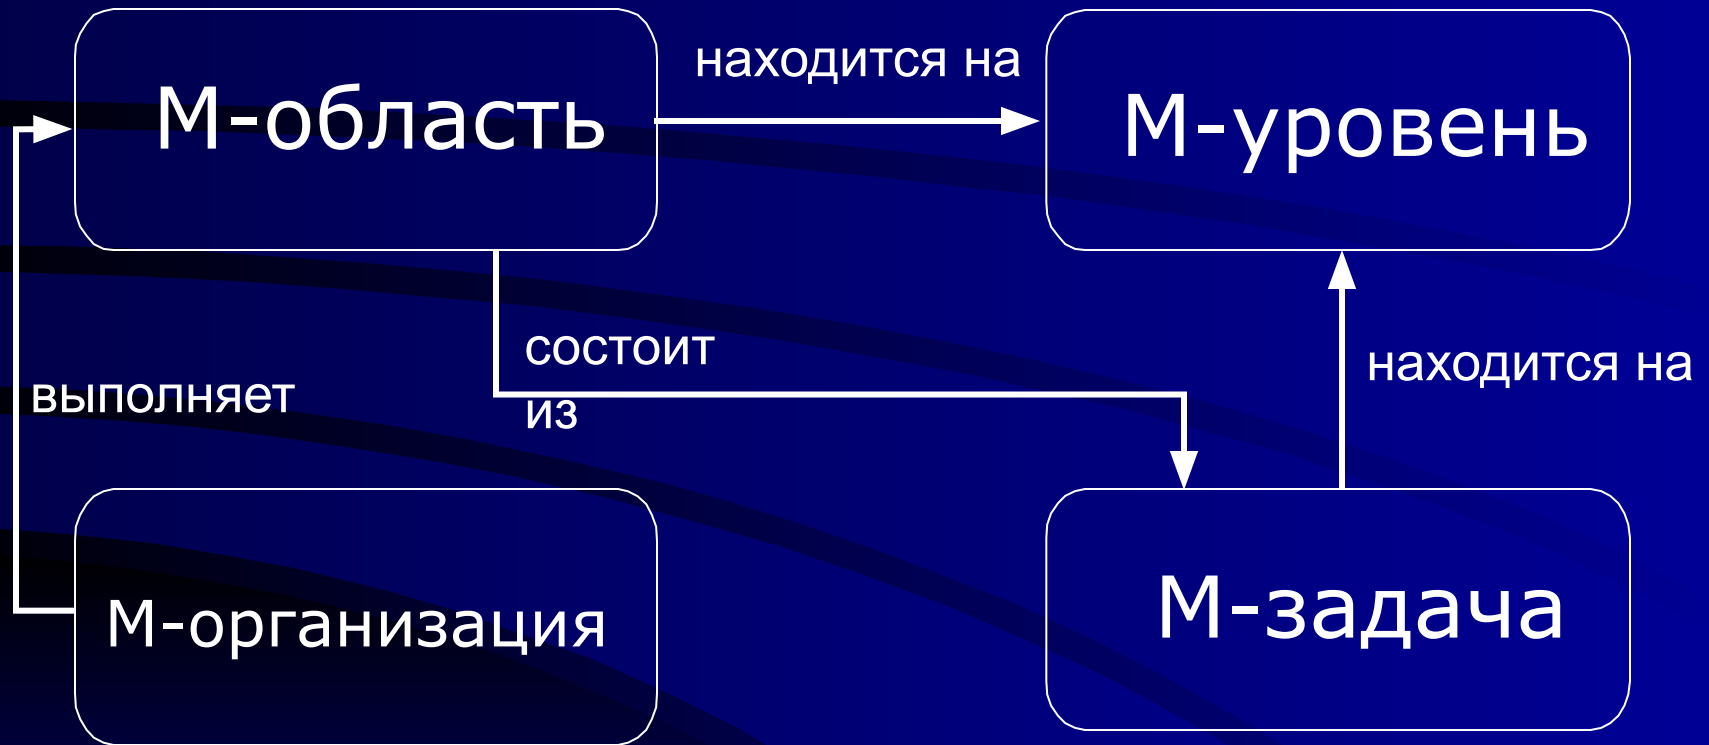 М-область
находится на
М-уровень
состоит
из
находится на
выполняет
М-организация
М-задача